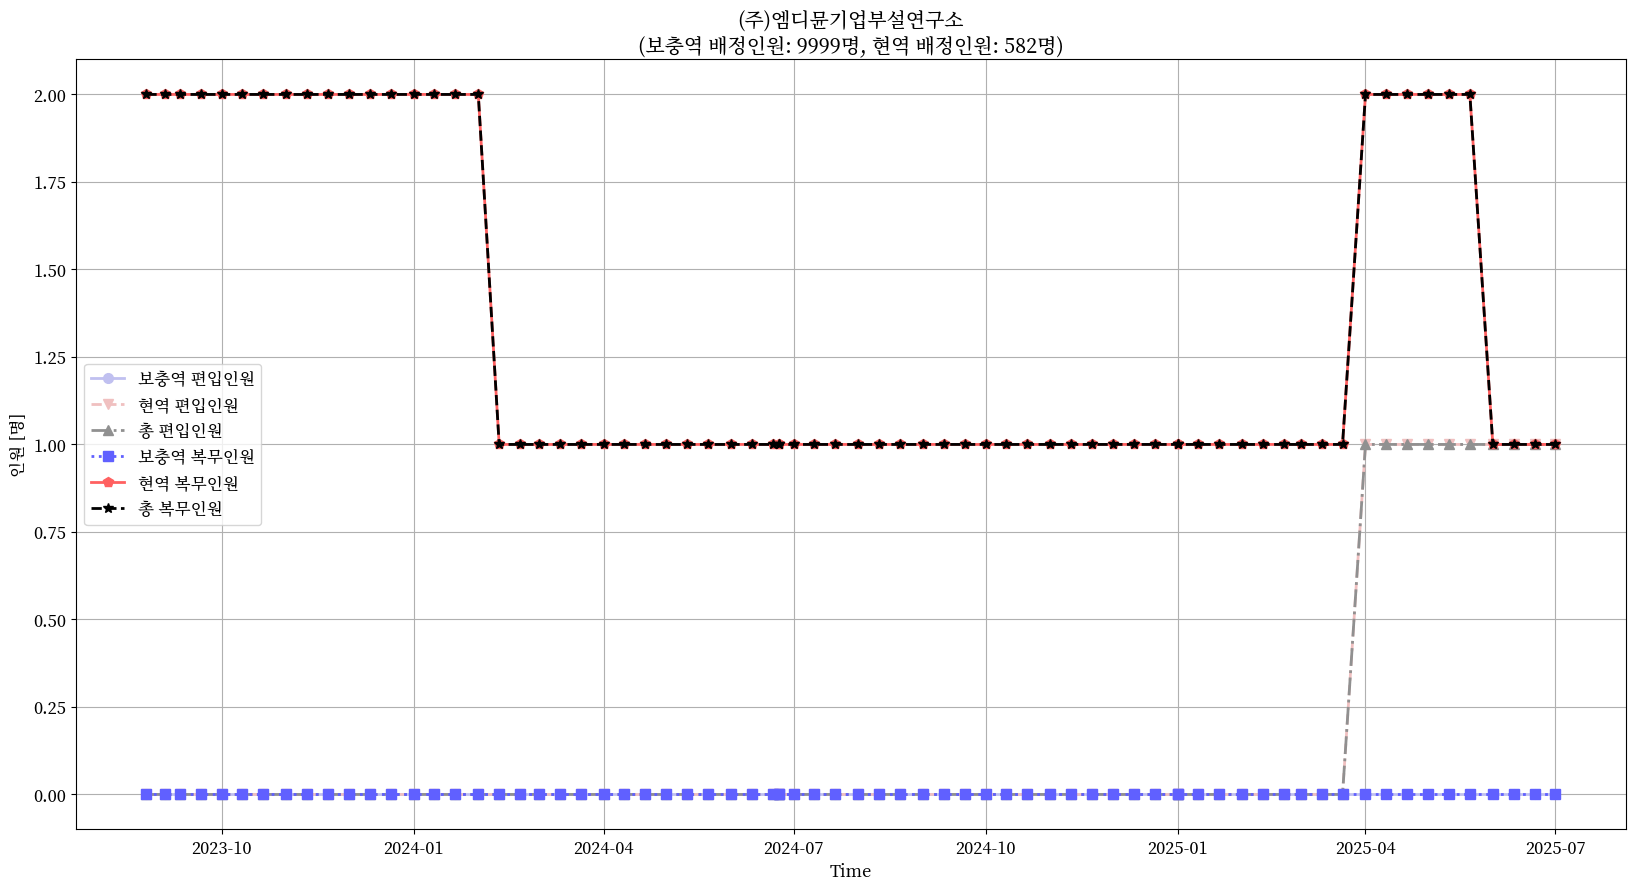 (주)엠디뮨기업부설연구소
(보충역 배정인원: 9999명, 현역 배정인원: 582명)
인원 [명]
2.00
1.75
1.50
1.25
1.00
0.75
0.50
0.25
0.00
보충역 편입인원
현역 편입인원
총 편입인원
보충역 복무인원
현역 복무인원
총 복무인원
2023-10
2024-01
2024-04
2024-07
2024-10
2025-01
2025-04
2025-07
Time